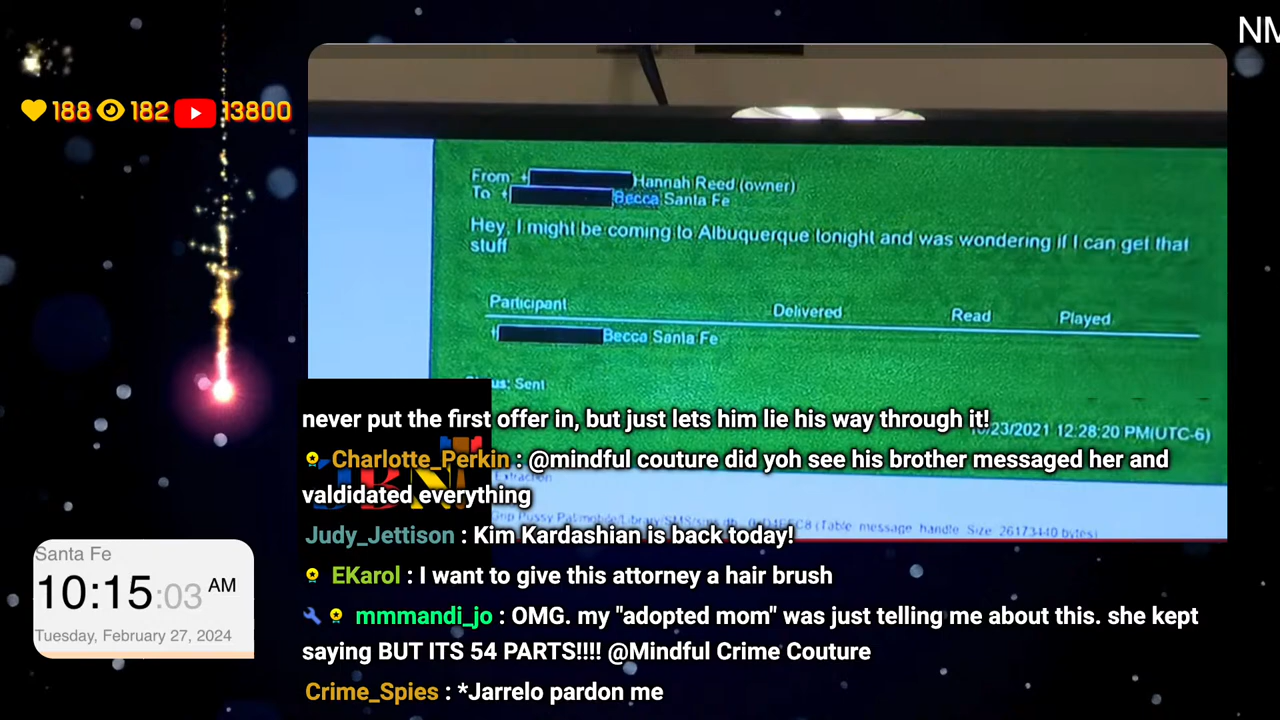 NM
188 182 13800
From: + Hannah Reed (owner)
To + Becca Santa Fe
Hey, I might be coming to Albuquerque tonight and was wondering if I can get that
stuff
Participant Delivered Read Played
Becca Santa Fe
us: Sent
never put the first offer in, but just lets him lie his way through it!
/23/2021 12:28:20 PM(UTC-6)
Charlotte_Perkin : @mindful couture did yoh see his brother messaged her and
valdidated everything
Extraction
Judy_Jettison : Kim Kardashian is back today!
EKarol : I want to give this attorney a hair brush
mmmandi_jo : OMG. my "adopted mom" was just telling me about this. she kept
saying BUT ITS 54 PARTS!!!! @Mindful Crime Couture
Crime_Spies : *Jarrelo pardon me
Santa Fe
10:15:03 AM
Tuesday, February 27, 2024